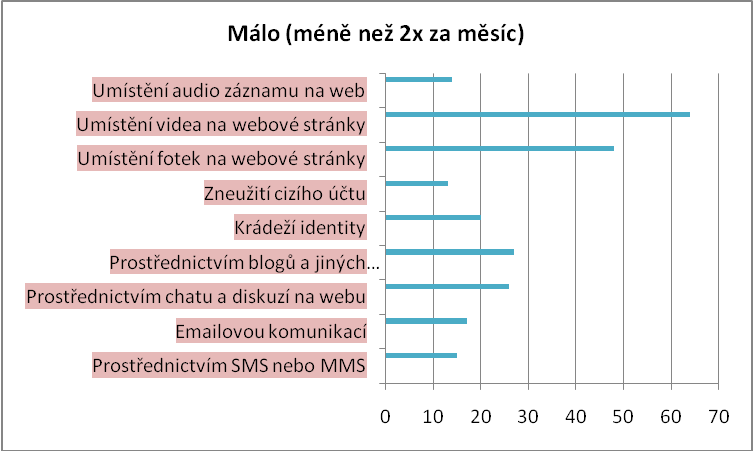 Málo (méně než 2x za měsíc)
Umístění audio záznamu na web
Umístění videa na webové stránky
Umístění fotek na webové stránky
Zneužití cizího účtu
Krádeží identity
Prostřednictvím blogů a jiných...
Prostřednictvím chatu a diskuzí na webu
Emailovou komunikací
Prostřednictvím SMS nebo MMS
0 10 20 30 40 50 60 70